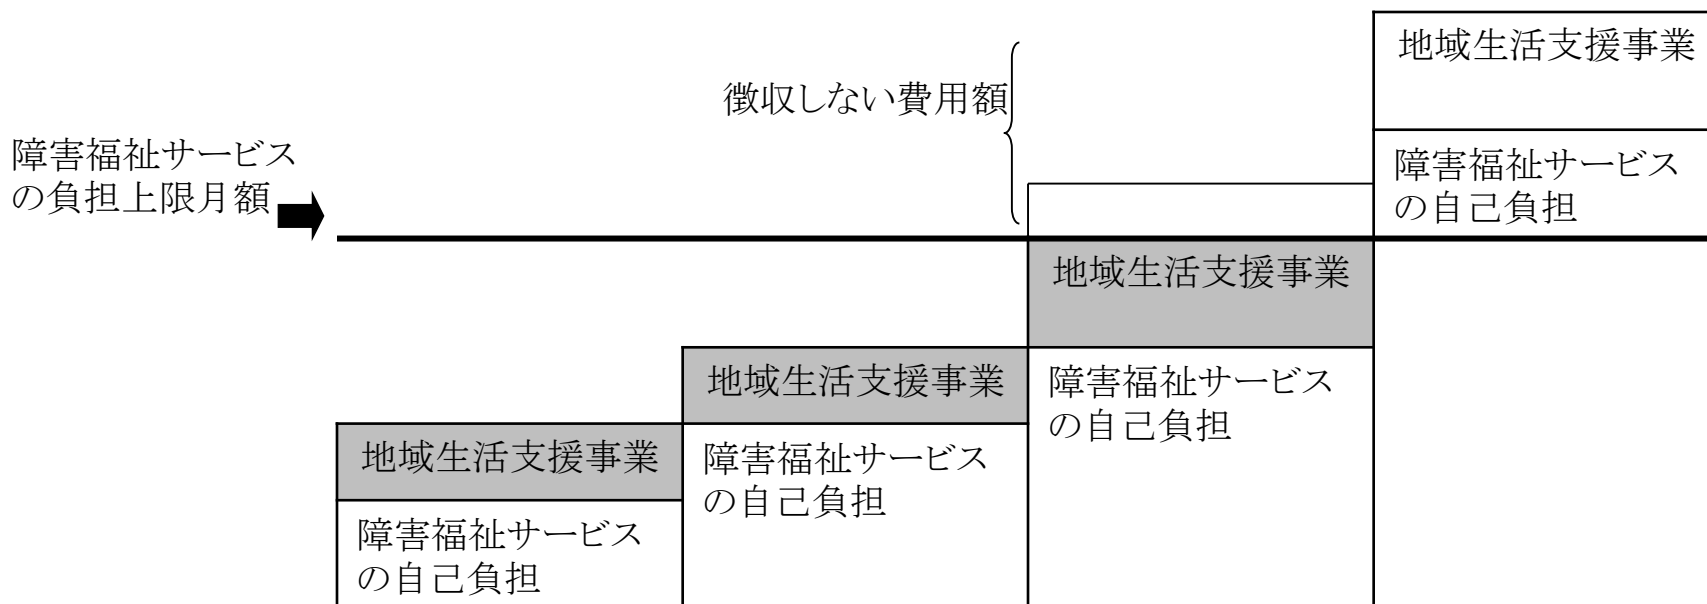 徴収しない費用額
障害福祉サービス
の負担上限月額
地域生活支援事業
障害福祉サービス
の自己負担
地域生活支援事業
障害福祉サービス
の自己負担
地域生活支援事業
障害福祉サービス
の自己負担
地域生活支援事業
障害福祉サービス
の自己負担